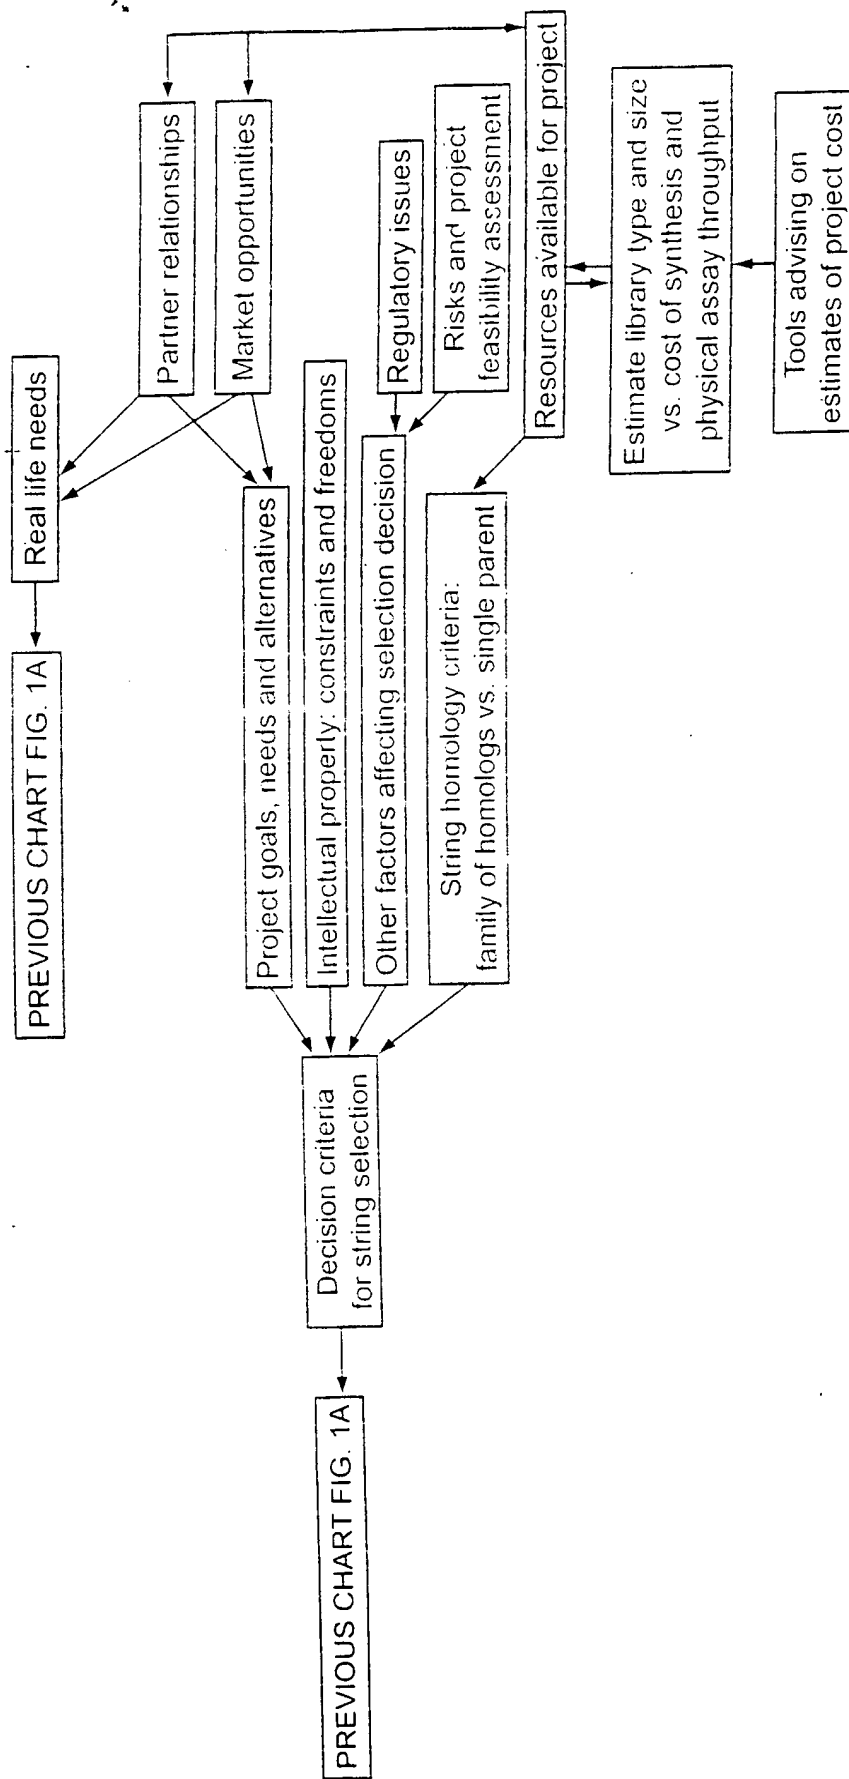 PREVIOUS CHART FIG. 1A
Real life needs
Partner relationships
Market opportunities
Project goals, needs and alternatives
Intellectual property: constraints and freedoms
Regulatory issues
Other factors affecting selection decision
Risks and project
feasibility assessment
PREVIOUS CHART FIG. 1A
Decision criteria
for string selection
String homology criteria:
family of homologs vs. single parent
Resources available for project
Estimate library type and size
vs. cost of synthesis and
physical assay throughput
Tools advising on
estimates of project cost